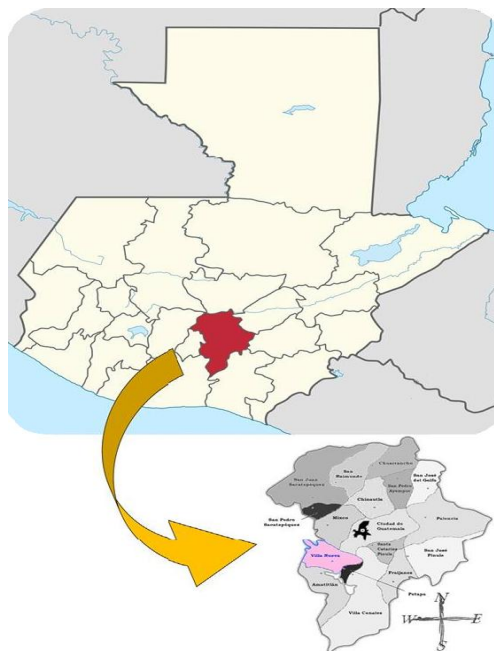 Chuarrancho
San
Raimundo
San José
del Golfo
San Juan
Sacatepéquez
San Pedro
Ayampuc
Chinautla
San Pedro
Sacatepéquez
Mixco
Ciudad de
Guatemala
Palencia
Villa Nueva
Santa
Catarina
Pinula
San José
Pinula
Fraijanes
Amatitlán
Petapa
Villa Canales
N
W
E
S